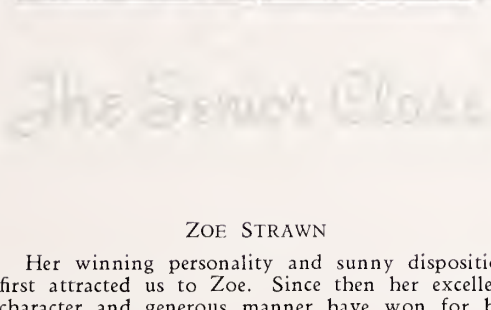 The Senior Class
ZOE STRAWN
Her winning personality and sunny dispositi
first attracted us to Zoe. Since then her excelle
character and generous manner have won for h